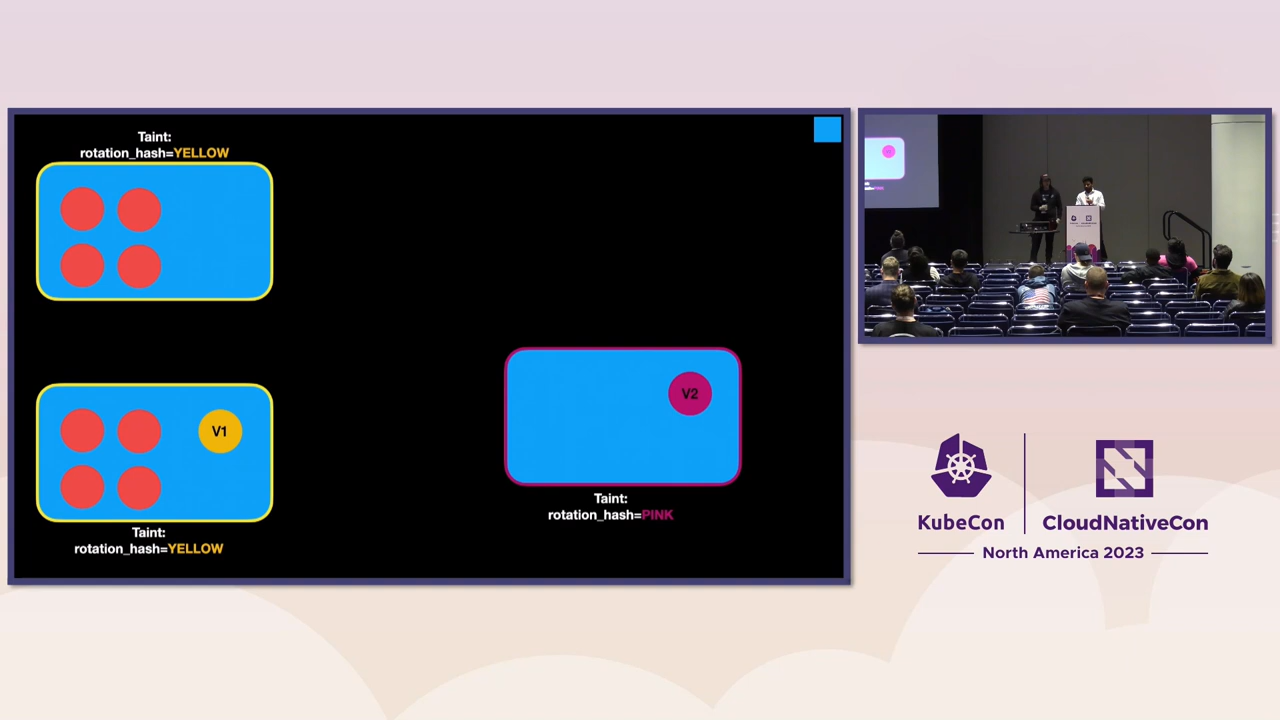 Taint:
rotation_hash=YELLOW
V1
Taint:
rotation_hash=YELLOW
V2
Taint:
rotation_hash=PINK
KubeCon
CloudNativeCon
North America 2023